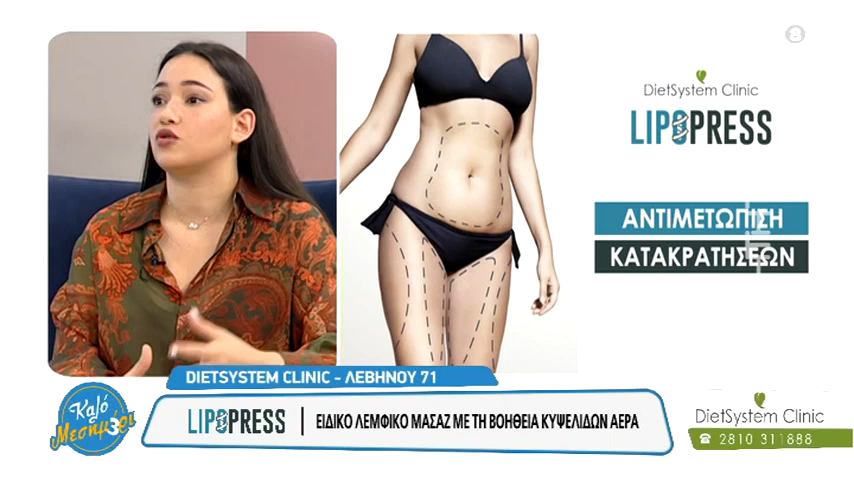 DietSystem Clinic
LIPOPRESS
ΑΝΤΙΜΕΤΩΠΙΣΗ
ΚΑΤΑΚΡΑΤΗΣΕΩΝ
DIETSYSTEM CLINIC - ΛΕΒΗΝΟΥ 71
Καλό
Μεσημέρι
LIPOPRESS | ΕΙΔΙΚΟ ΛΕΜΦΙΚΟ ΜΑΣΑΖ ΜΕ ΤΗ ΒΟΗΘΕΙΑ ΚΥΨΕΛΙΔΩΝ ΑΕΡΑ
DietSystem Clinic
2810 311888